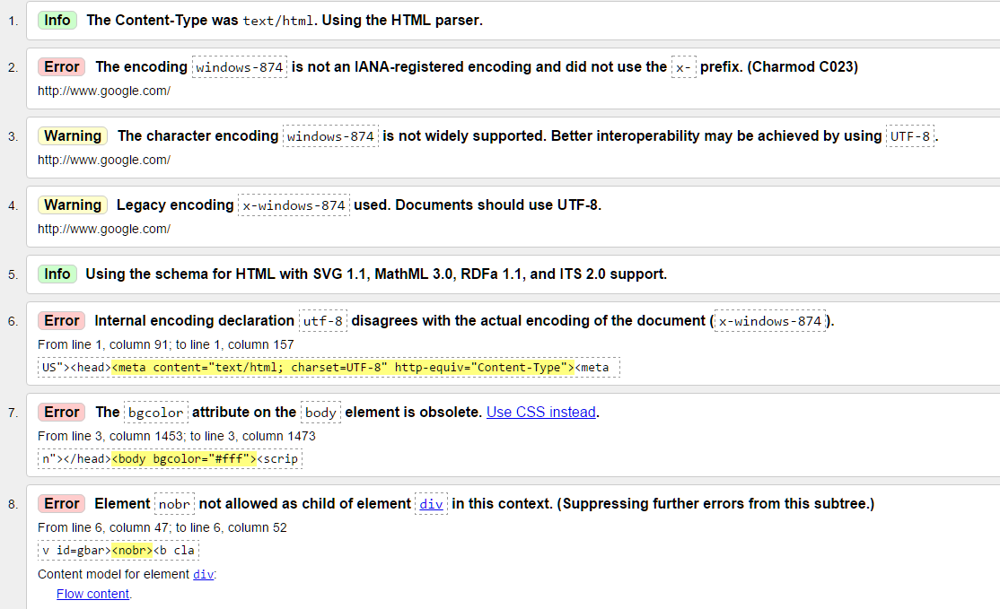 1. Info The Content-Type was text/html. Using the HTML parser.
2. Error The encoding windows-874 is not an IANA-registered encoding and did not use the x- prefix. (Charmod C023)
http://www.google.com/
3. Warning The character encoding windows-874 is not widely supported. Better interoperability may be achieved by using UTF-8.
http://www.google.com/
4. Warning Legacy encoding x-windows-874 used. Documents should use UTF-8.
http://www.google.com/
5. Info Using the schema for HTML with SVG 1.1, MathML 3.0, RDFa 1.1, and ITS 2.0 support.
6. Error Internal encoding declaration utf-8 disagrees with the actual encoding of the document (x-windows-874).
From line 1, column 91; to line 1, column 157
US"><head><meta content="text/html; charset=UTF-8" http-equiv="Content-Type"><meta
7. Error The bgcolor attribute on the body element is obsolete. Use CSS instead.
From line 3, column 1453; to line 3, column 1473
n"></head><body bgcolor="#fff"><scrip
8. Error Element nobr not allowed as child of element div in this context. (Suppressing further errors from this subtree.)
From line 6, column 47; to line 6, column 52
v id=gbar><nobr><b cla
Content model for element div:
Flow content.